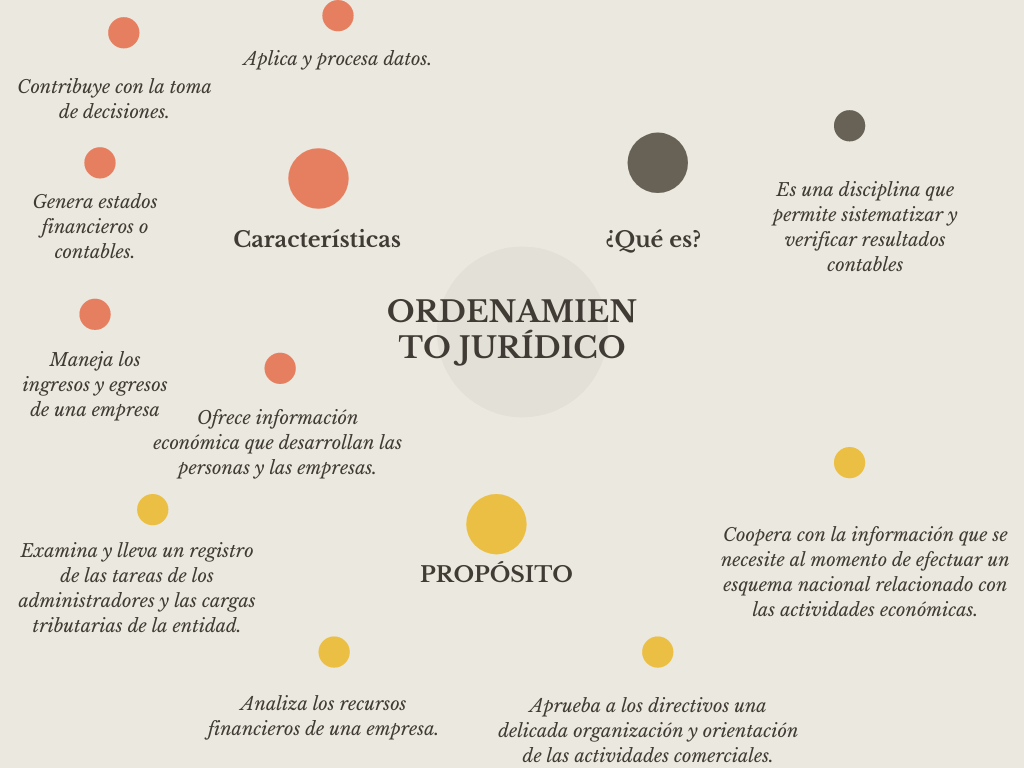 Aplica y procesa datos.
Contribuye con la toma
de decisiones.
Genera estados
financieros o
contables.
Características
¿Qué es?
Es una disciplina que
permite sistematizar y
verificar resultados
contables
ORDENAMIEN
TO JURÍDICO
Maneja los
ingresos y egresos
de una empresa
Ofrece información
económica que desarrollan las
personas y las empresas.
Examina y lleva un registro
de las tareas de los
administradores y las cargas
tributarias de la entidad.
PROPÓSITO
Coopera con la información que se
necesite al momento de efectuar un
esquema nacional relacionado con
las actividades económicas.
Analiza los recursos
financieros de una empresa.
Aprueba a los directivos una
delicada organización y orientación
de las actividades comerciales.